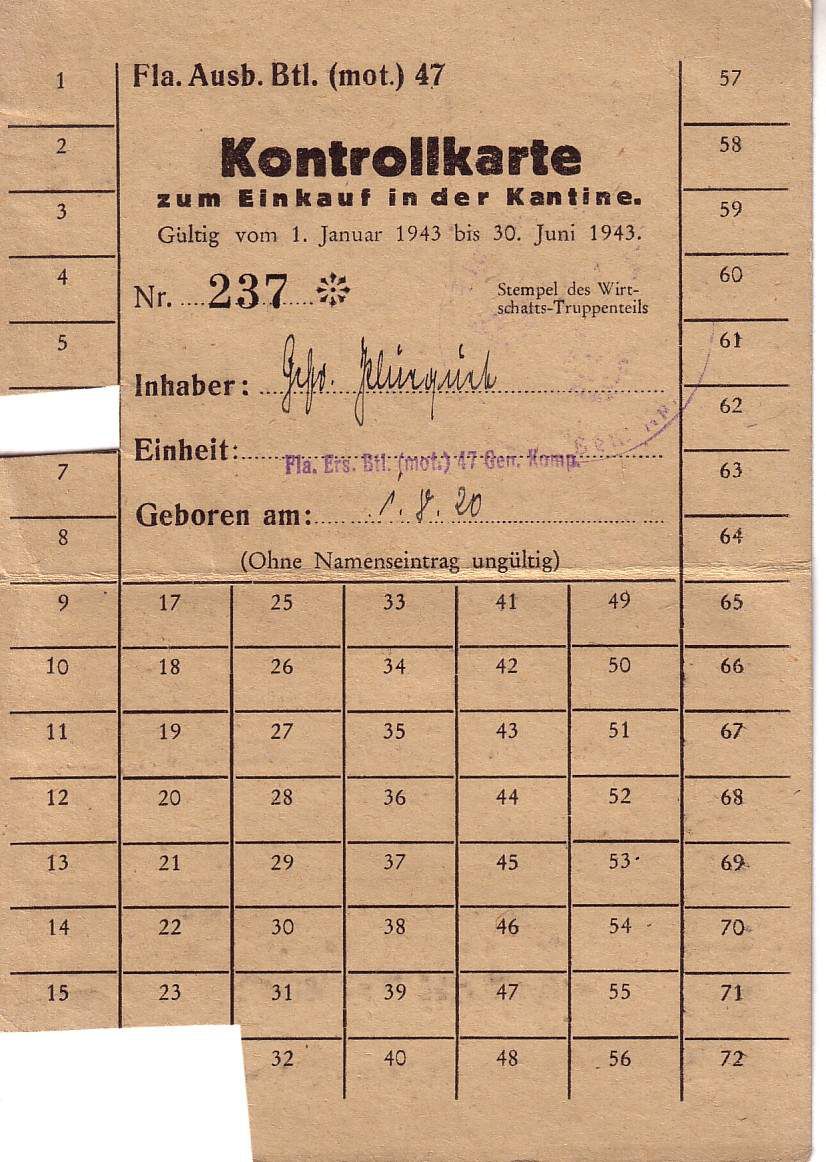 Fla. Ausb. Btl. (mot.) 47
Kontrollkarte
zum Einkauf in der Kantine.
Gültig vom 1. Januar 1943 bis 30. Juni 1943.
Nr. 237
Stempel des Wirt-
schafts-Truppenteils
Inhaber: Gefr.
Einheit: Fla. Ers. Btl. (mot.) 47 Gen. Komp.
Geboren am: 1. 8. 20
(Ohne Namenseintrag ungültig)
1 57
2 58
3 59
4 60
5 61
62
7 63
8 64
9 17 25 33 41 49 65
10 18 26 34 42 50 66
11 19 27 35 43 51 67
12 20 28 36 44 52 68
13 21 29 37 45 53 69
14 22 30 38 46 54 70
15 23 31 39 47 55 71
32 40 48 56 72